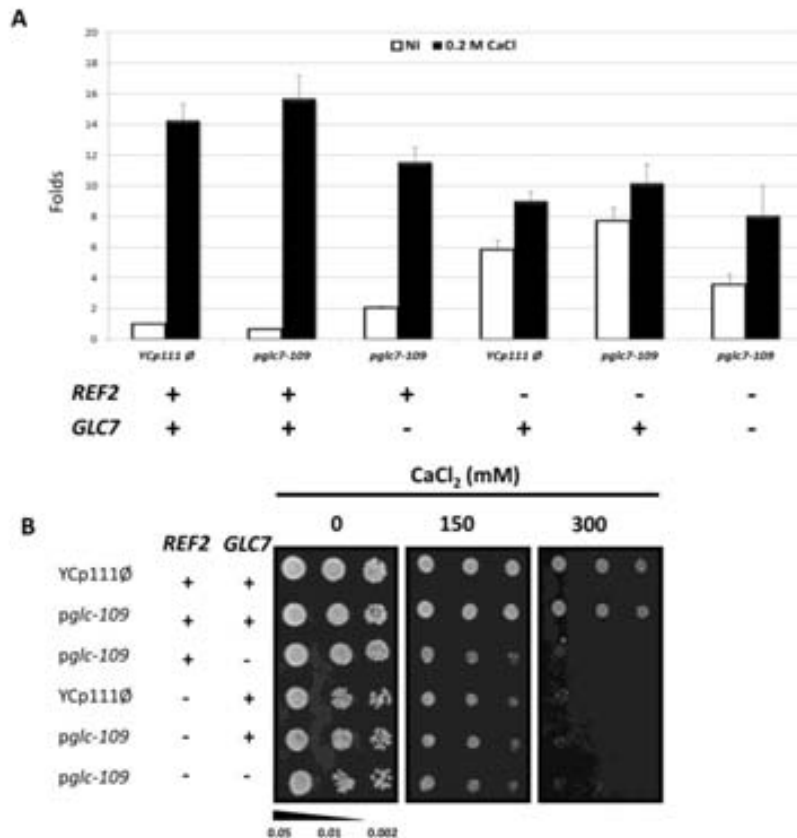 A
20
NI 0.2 M CaCl
18
16
14
12
10
8
6
4
2
0
Folds
YCp111 Ø pglc7-109 pglc7-109 YCp111 Ø pglc7-109 pglc7-109
REF2 + + + - - -
GLC7 + + - + + -
CaCl2 (mM)
B
0 150 300
REF2 GLC7
YCp111Ø + +
pglc-109 + +
pglc-109 + -
YCp111Ø - +
pglc-109 - +
pglc-109 - -
0.05 0.01 0.002